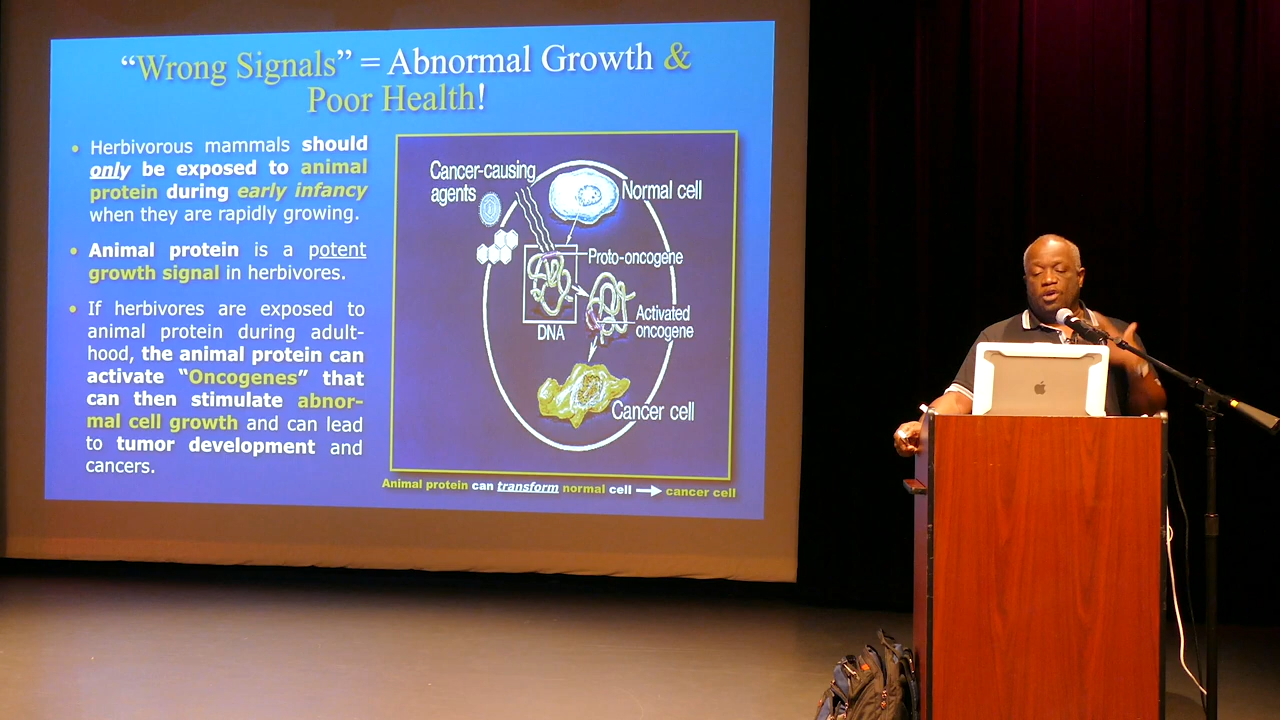 “Wrong Signals” = Abnormal Growth &
Poor Health!
• Herbivorous mammals should
only be exposed to animal
protein during early infancy
when they are rapidly growing.
• Animal protein is a potent
growth signal in herbivores.
• If herbivores are exposed to
animal protein during adult-
hood, the animal protein can
activate “Oncogenes” that
can then stimulate abnor-
mal cell growth and can lead
to tumor development and
cancers.
Cancer-causing
agents
Normal cell
Proto-oncogene
DNA
Activated
oncogene
Cancer cell
Animal protein can transform normal cell → cancer cell